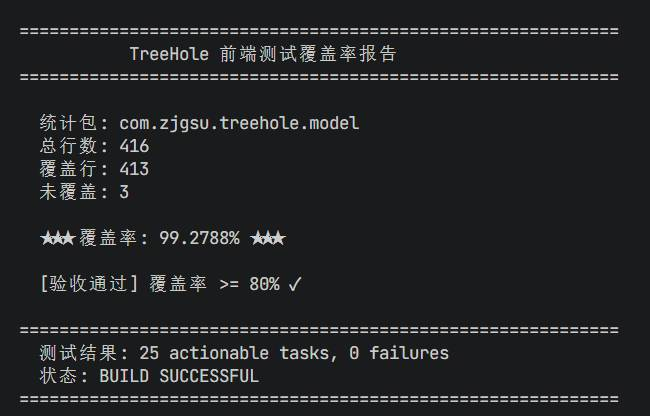 ============================================================
TreeHole 前端测试覆盖率报告
============================================================
统计包: com.zjgsu.treehole.model
总行数: 416
覆盖行: 413
未覆盖: 3
★★★覆盖率: 99.2788% ★★★
[验收通过] 覆盖率 >= 80% ✓
============================================================
测试结果: 25 actionable tasks, 0 failures
状态: BUILD SUCCESSFUL
============================================================